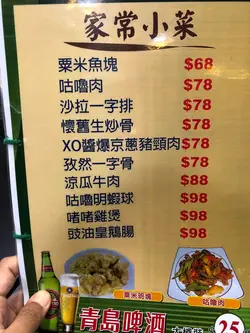 家常小菜
粟米魚塊 $68
咕嚕肉 $78
沙拉一字排 $78
懷舊生炒骨 $78
XO醬爆京蔥豬頸肉 $78
孜然一字骨 $78
涼瓜牛肉 $88
咕嚕明蝦球 $98
啫啫雞煲 $98
豉油皇鵝腸 $98
粟米斑塊
咕嚕肉
青島啤酒
25